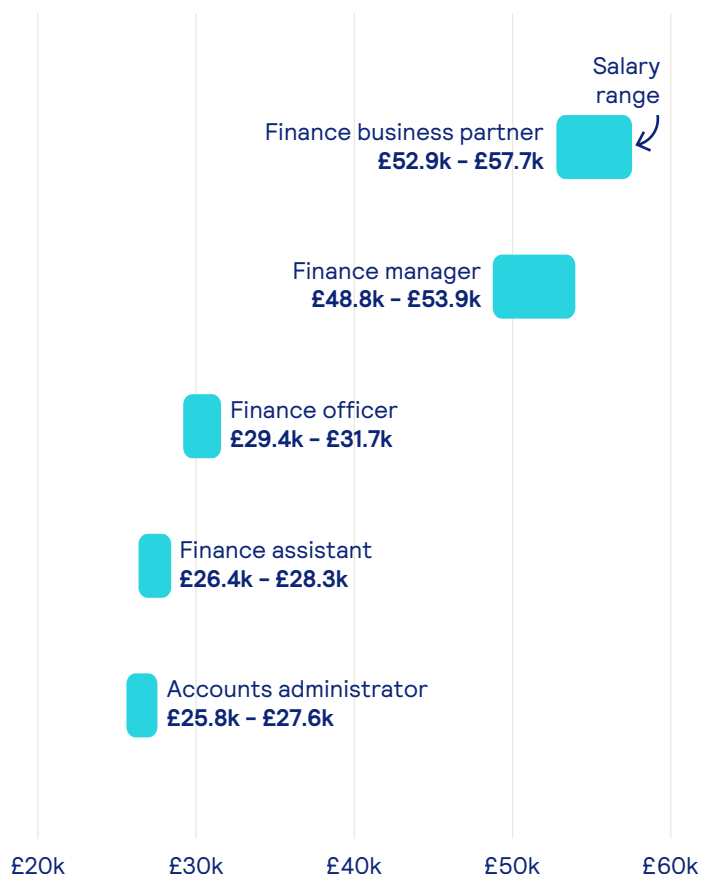 Salary
range
Finance business partner
£52.9k – £57.7k
Finance manager
£48.8k – £53.9k
Finance officer
£29.4k – £31.7k
Finance assistant
£26.4k – £28.3k
Accounts administrator
£25.8k – £27.6k
£20k £30k £40k £50k £60k